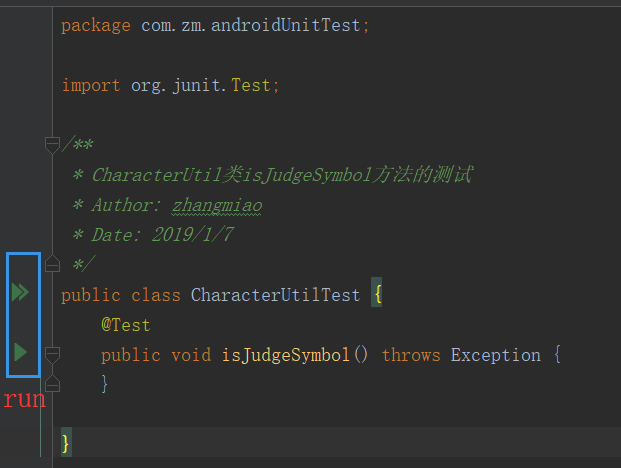 package com.zm.androidUnitTest;
import org.junit.Test;
/**
* CharacterUtil类isJudgeSymbol方法的测试
* Author: zhangmiao
* Date: 2019/1/7
*/
public class CharacterUtilTest {
@Test
public void isJudgeSymbol() throws Exception {
}
run
}